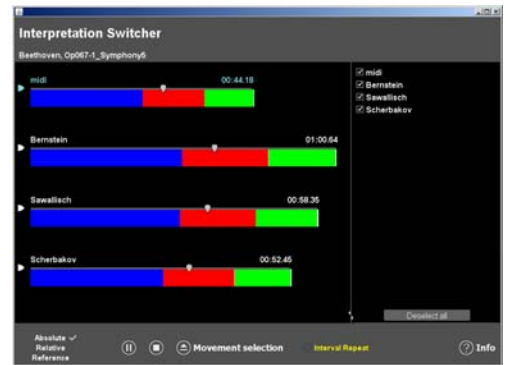 Interpretation Switcher
Beethoven, Op067-1_Symphony5
midi 00:44.18
Bernstein 01:00.64
Sawallisch 00:58.35
Scherbakov 00:52.45
midi
Bernstein
Sawallisch
Scherbakov
Deselect all
Absolute
Relative
Reference
Movement selection
Interval Repeat
? Info